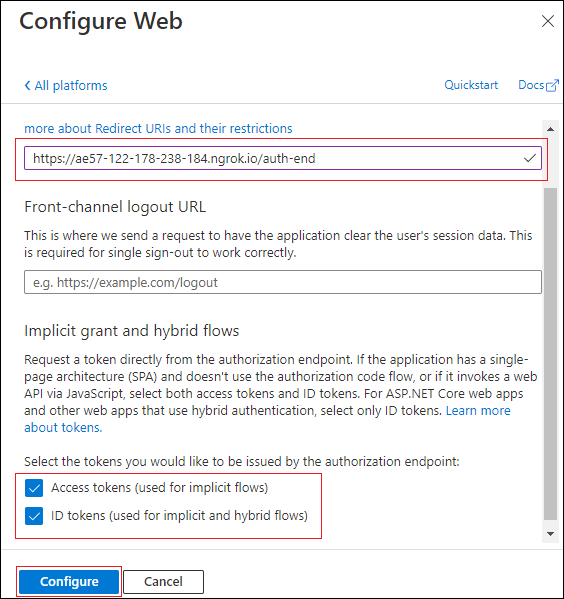 Configure Web
All platforms
Quickstart
Docs
more about Redirect URIs and their restrictions
https://ae57-122-178-238-184.ngrok.io/auth-end
Front-channel logout URL
This is where we send a request to have the application clear the user's session data. This
is required for single sign-out to work correctly.
e.g. https://example.com/logout
Implicit grant and hybrid flows
Request a token directly from the authorization endpoint. If the application has a single-
page architecture (SPA) and doesn't use the authorization code flow, or if it invokes a web
API via JavaScript, select both access tokens and ID tokens. For ASP.NET Core web apps
and other web apps that use hybrid authentication, select only ID tokens. Learn more
about tokens.
Select the tokens you would like to be issued by the authorization endpoint:
Access tokens (used for implicit flows)
ID tokens (used for implicit and hybrid flows)
Configure
Cancel